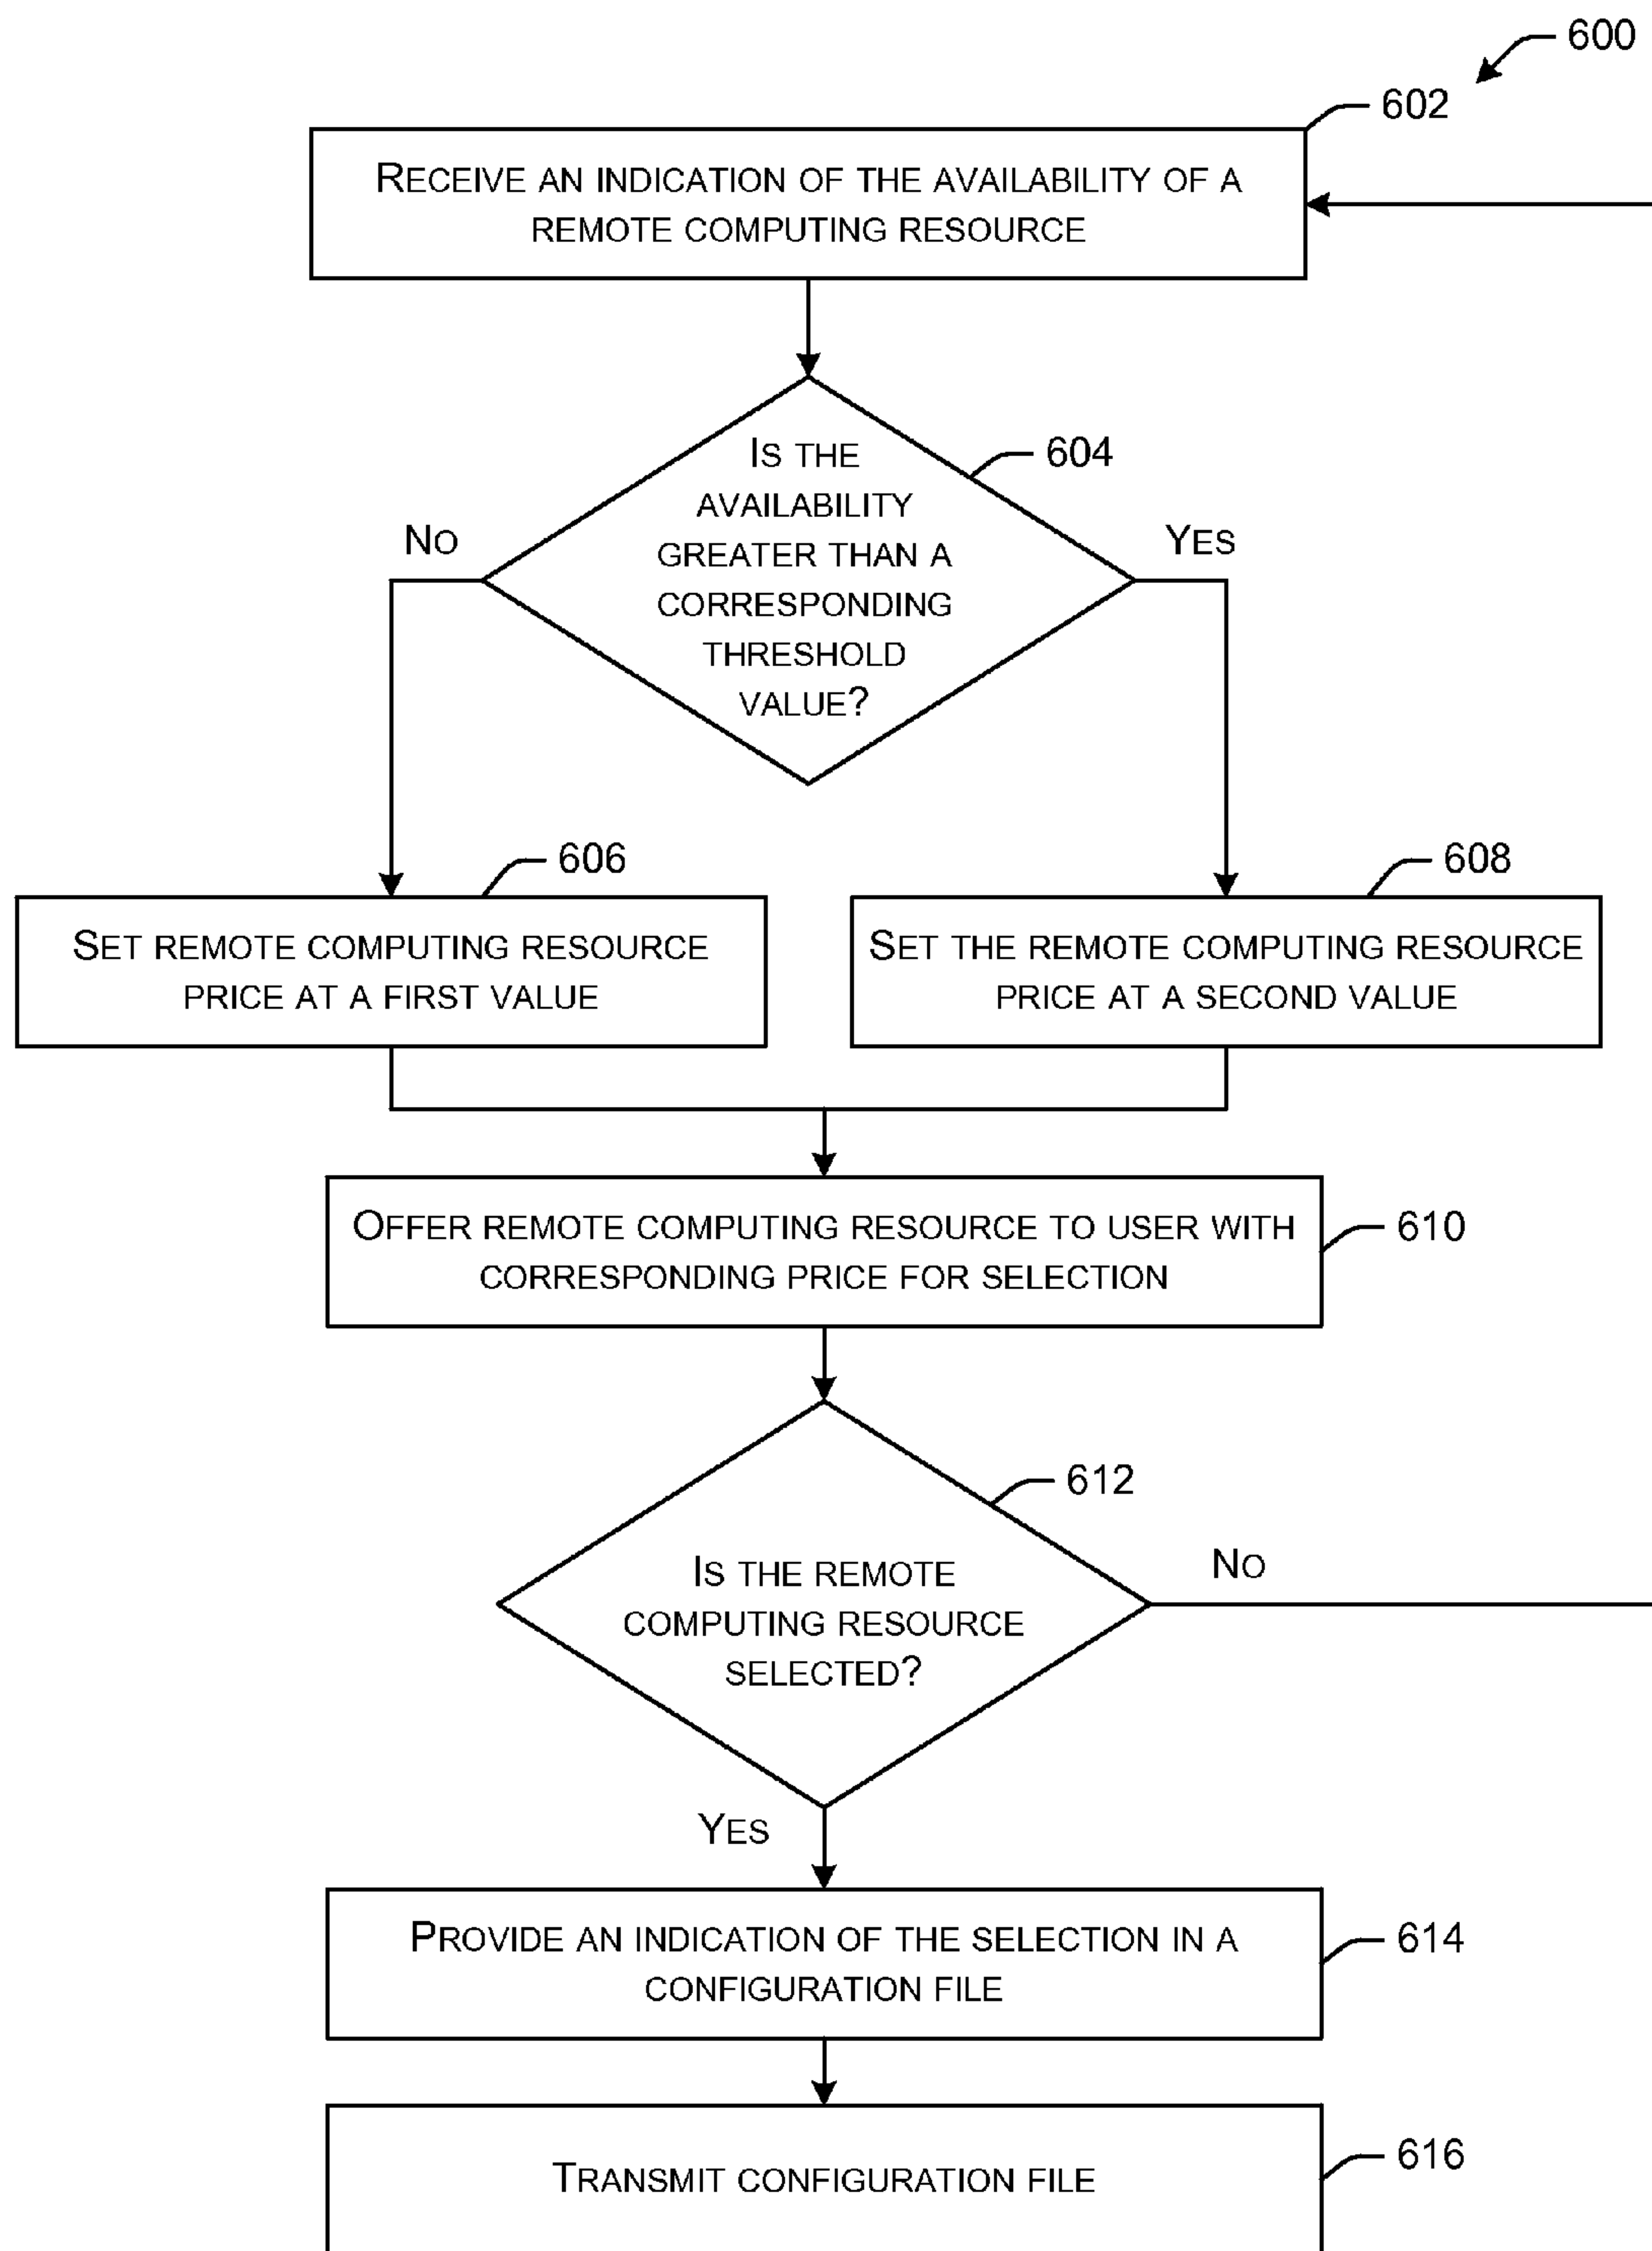 600
602
RECEIVE AN INDICATION OF THE AVAILABILITY OF A
REMOTE COMPUTING RESOURCE
604
IS THE
AVAILABILITY
GREATER THAN A
CORRESPONDING
THRESHOLD
VALUE?
NO
YES
606
608
SET REMOTE COMPUTING RESOURCE
PRICE AT A FIRST VALUE
SET THE REMOTE COMPUTING RESOURCE
PRICE AT A SECOND VALUE
OFFER REMOTE COMPUTING RESOURCE TO USER WITH
CORRESPONDING PRICE FOR SELECTION
610
612
IS THE REMOTE
COMPUTING RESOURCE
SELECTED?
NO
YES
PROVIDE AN INDICATION OF THE SELECTION IN A
CONFIGURATION FILE
614
TRANSMIT CONFIGURATION FILE
616